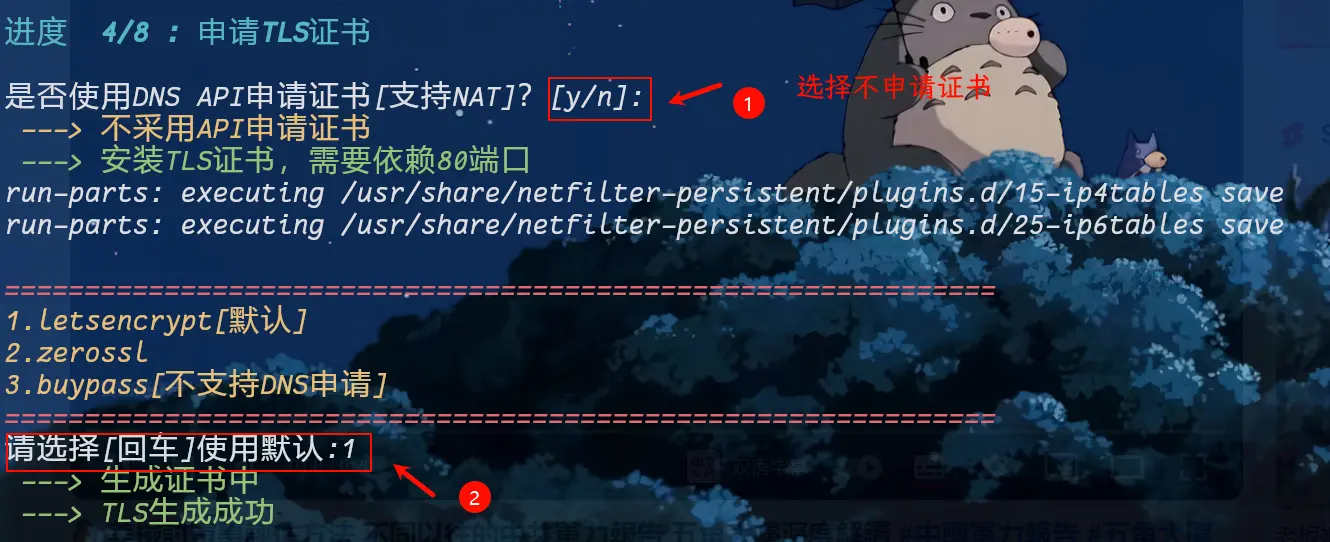 进度 4/8 : 申请TLS证书
是否使用DNS API申请证书[支持NAT]? [y/n]:
1
选择不申请证书
---> 不采用API申请证书
---> 安装TLS证书, 需要依赖80端口
run-parts: executing /usr/share/netfilter-persistent/plugins.d/15-ip4tables save
run-parts: executing /usr/share/netfilter-persistent/plugins.d/25-ip6tables save
==============================================================
1.letsencrypt[默认]
2.zerossl
3.buypass[不支持DNS申请]
==============================================================
请选择[回车]使用默认:1
---> 生成证书中
2
---> TLS生成成功
双语字幕